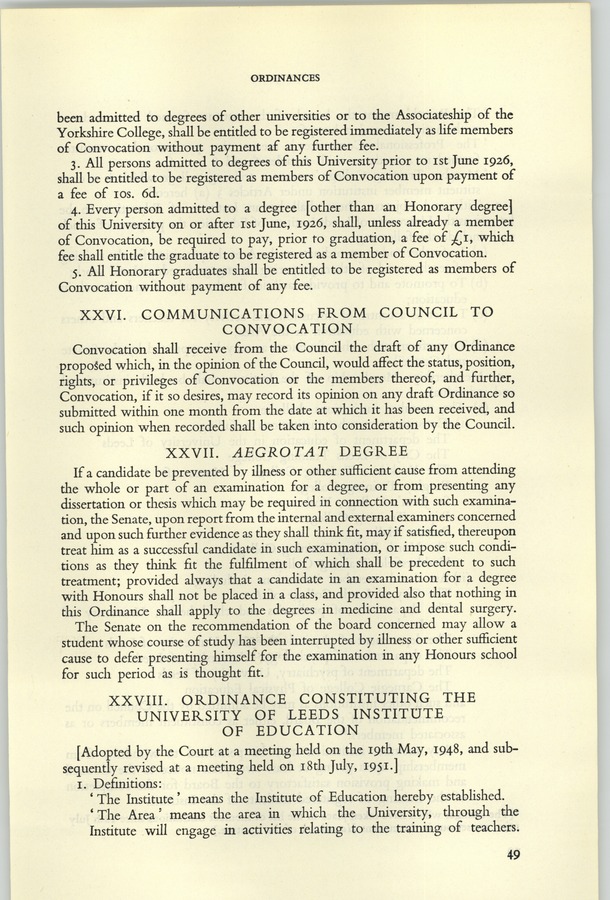 ORDINANCES
been admitted to degrees of other universities or to the Associateship of the
Yorkshire College, shall be entitled to be registered immediately as life members
of Convocation without payment af any further fee.
3. All persons admitted to degrees of this University prior to 1st June 1926,
shall be entitled to be registered as members of Convocation upon payment of
a fee of 10s. 6d.
4. Every person admitted to a degree [other than an Honorary degree]
of this University on or after 1st June, 1926, shall, unless already a member
of Convocation, be required to pay, prior to graduation, a fee of £1, which
fee shall entitle the graduate to be registered as a member of Convocation.
5. All Honorary graduates shall be entitled to be registered as members of
Convocation without payment of any fee.
XXVI. COMMUNICATIONS FROM COUNCIL TO
CONVOCATION
Convocation shall receive from the Council the draft of any Ordinance
proposed which, in the opinion of the Council, would affect the status, position,
rights, or privileges of Convocation or the members thereof, and further,
Convocation, if it so desires, may record its opinion on any draft Ordinance so
submitted within one month from the date at which it has been received, and
such opinion when recorded shall be taken into consideration by the Council.
XXVII. AEGROTAT DEGREE
If a candidate be prevented by illness or other sufficient cause from attending
the whole or part of an examination for a degree, or from presenting any
dissertation or thesis which may be required in connection with such examina-
tion, the Senate, upon report from the internal and external examiners concerned
and upon such further evidence as they shall think fit, may if satisfied, thereupon
treat him as a successful candidate in such examination, or impose such condi-
tions as they think fit the fulfilment of which shall be precedent to such
treatment; provided always that a candidate in an examination for a degree
with Honours shall not be placed in a class, and provided also that nothing in
this Ordinance shall apply to the degrees in medicine and dental surgery.
The Senate on the recommendation of the board concerned may allow a
student whose course of study has been interrupted by illness or other sufficient
cause to defer presenting himself for the examination in any Honours school
for such period as is thought fit.
XXVIII. ORDINANCE CONSTITUTING THE
UNIVERSITY OF LEEDS INSTITUTE
OF EDUCATION
[Adopted by the Court at a meeting held on the 19th May, 1948, and sub-
sequently revised at a meeting held on 18th July, 1951.]
1. Definitions:
‘ The Institute ’ means the Institute of Education hereby established.
‘ The Area ’ means the area in which the University, through the
Institute will engage in activities relating to the training of teachers.
49